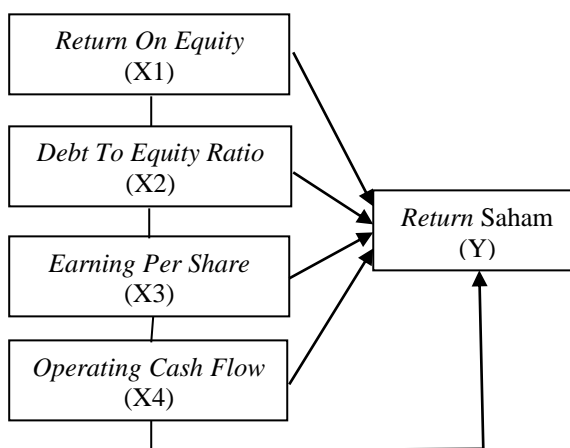 Return On Equity
(X1)
Debt To Equity Ratio
(X2)
Return Saham
(Y)
Earning Per Share
(X3)
Operating Cash Flow
(X4)